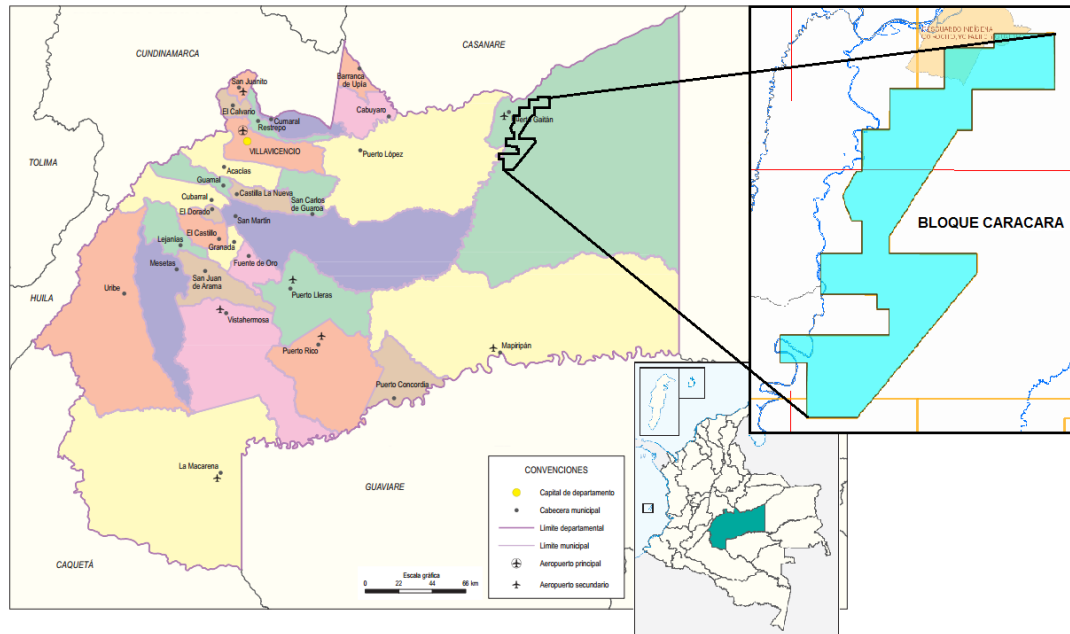 CUNDINAMARCA
CASANARE
RESGUARDO INDÍGENA
BLOQUE CARACARA
San Juanito
Barranca
de Upía
El Calvario
Cumaral
Restrepo
Cabuyaro
Puerto Gaitán
VILLAVICENCIO
Puerto López
TOLIMA
Acacías
Guamal
Castilla La Nueva
Cubarral
San Carlos
de Guaroa
El Dorado
San Martín
El Castillo
Lejanías
Granada
Mesetas
Fuente de Oro
San Juan
de Arama
Puerto Lleras
HUILA
Uribe
Vistahermosa
Puerto Rico
Mapiripán
Puerto Concordia
La Macarena
GUAVIARE
CAQUETÁ
CONVENCIONES
Capital de departamento
Cabecera municipal
Límite departamental
Límite municipal
Aeropuerto principal
Aeropuerto secundario
Escala gráfica
0 22 44 66 km